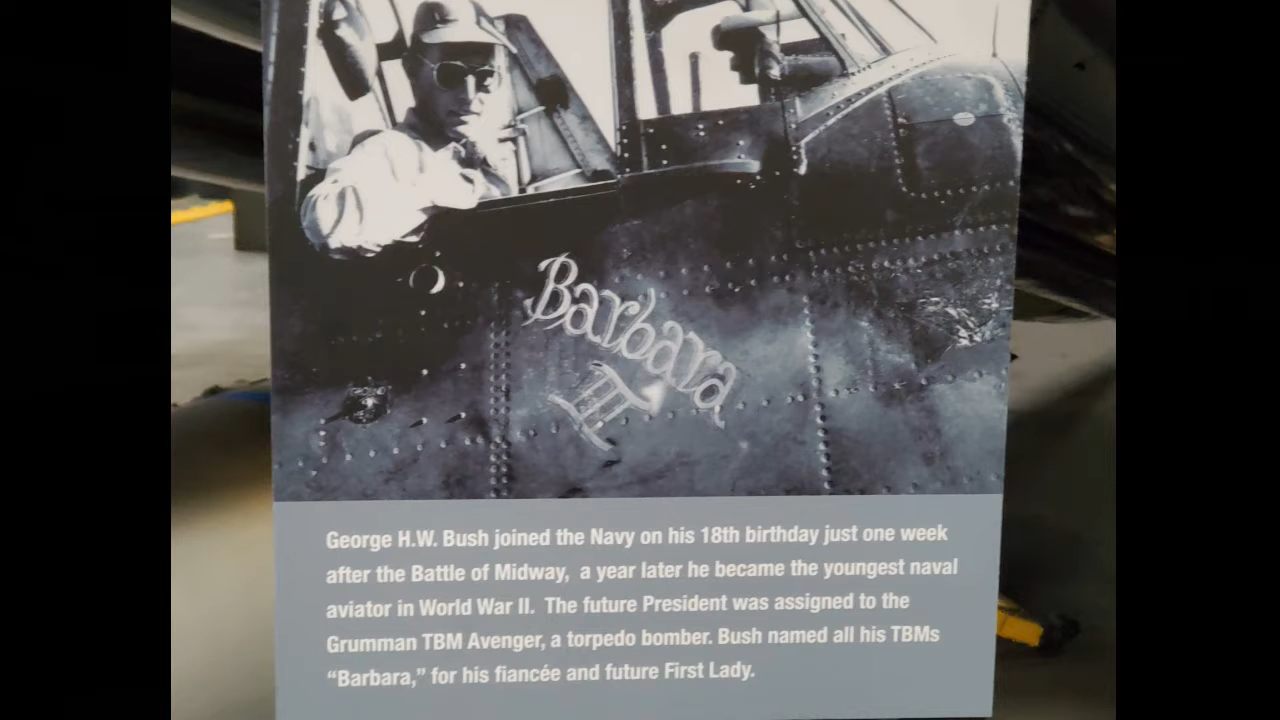 Barbara
III
George H.W. Bush joined the Navy on his 18th birthday just one week
after the Battle of Midway, a year later he became the youngest naval
aviator in World War II. The future President was assigned to the
Grumman TBM Avenger, a torpedo bomber. Bush named all his TBMs
“Barbara,” for his fiancée and future First Lady.